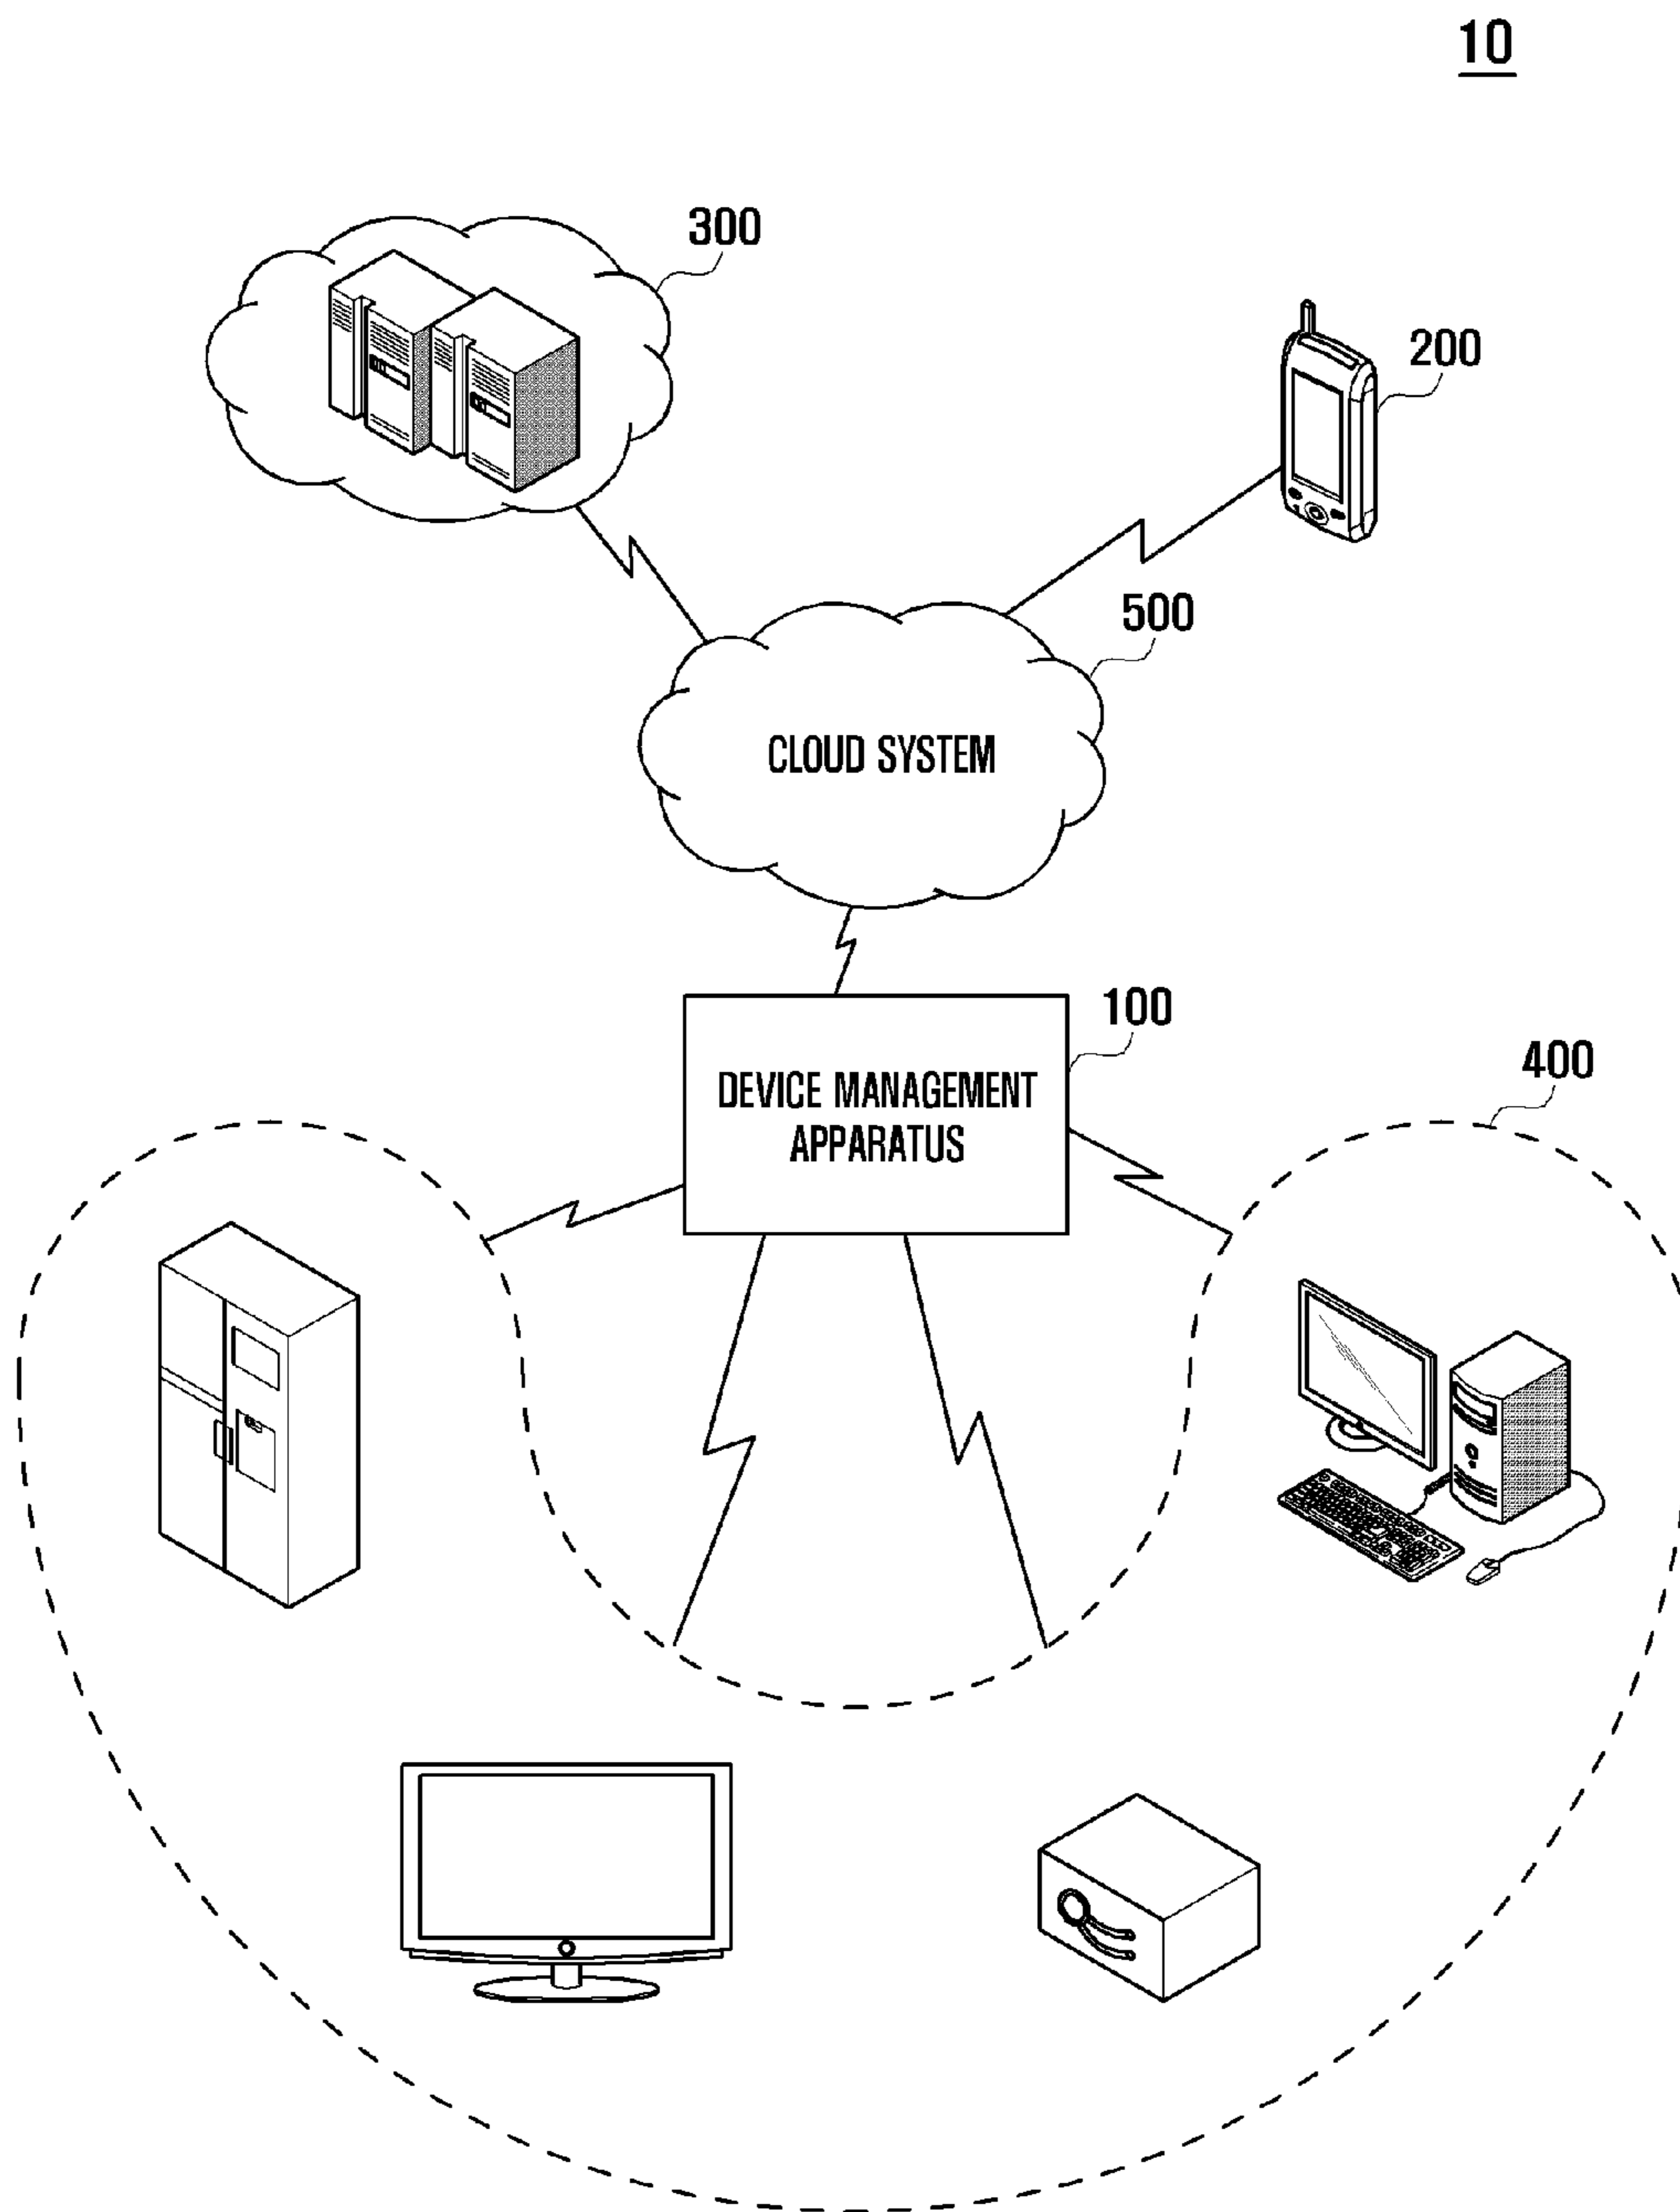 10
300
200
500
CLOUD SYSTEM
100
DEVICE MANAGEMENT
APPARATUS
400